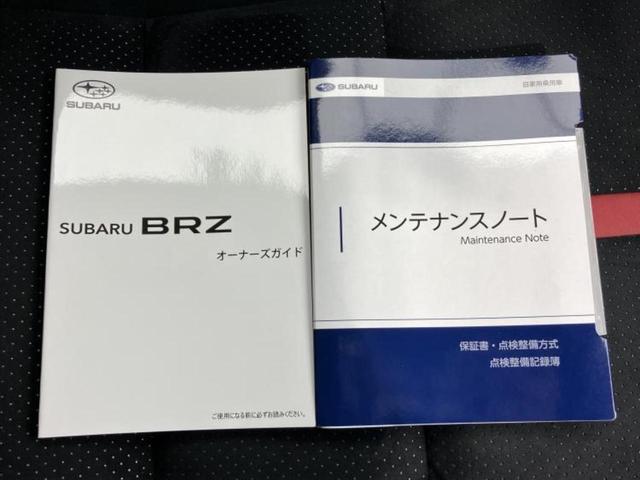 SUBARU
SUBARU BRZ
オーナーズガイド
ご使用になる前に必ずお読みください。
SUBARU
自家用乗用車
メンテナンスノート
Maintenance Note
保証書・点検整備方式
点検整備記録簿